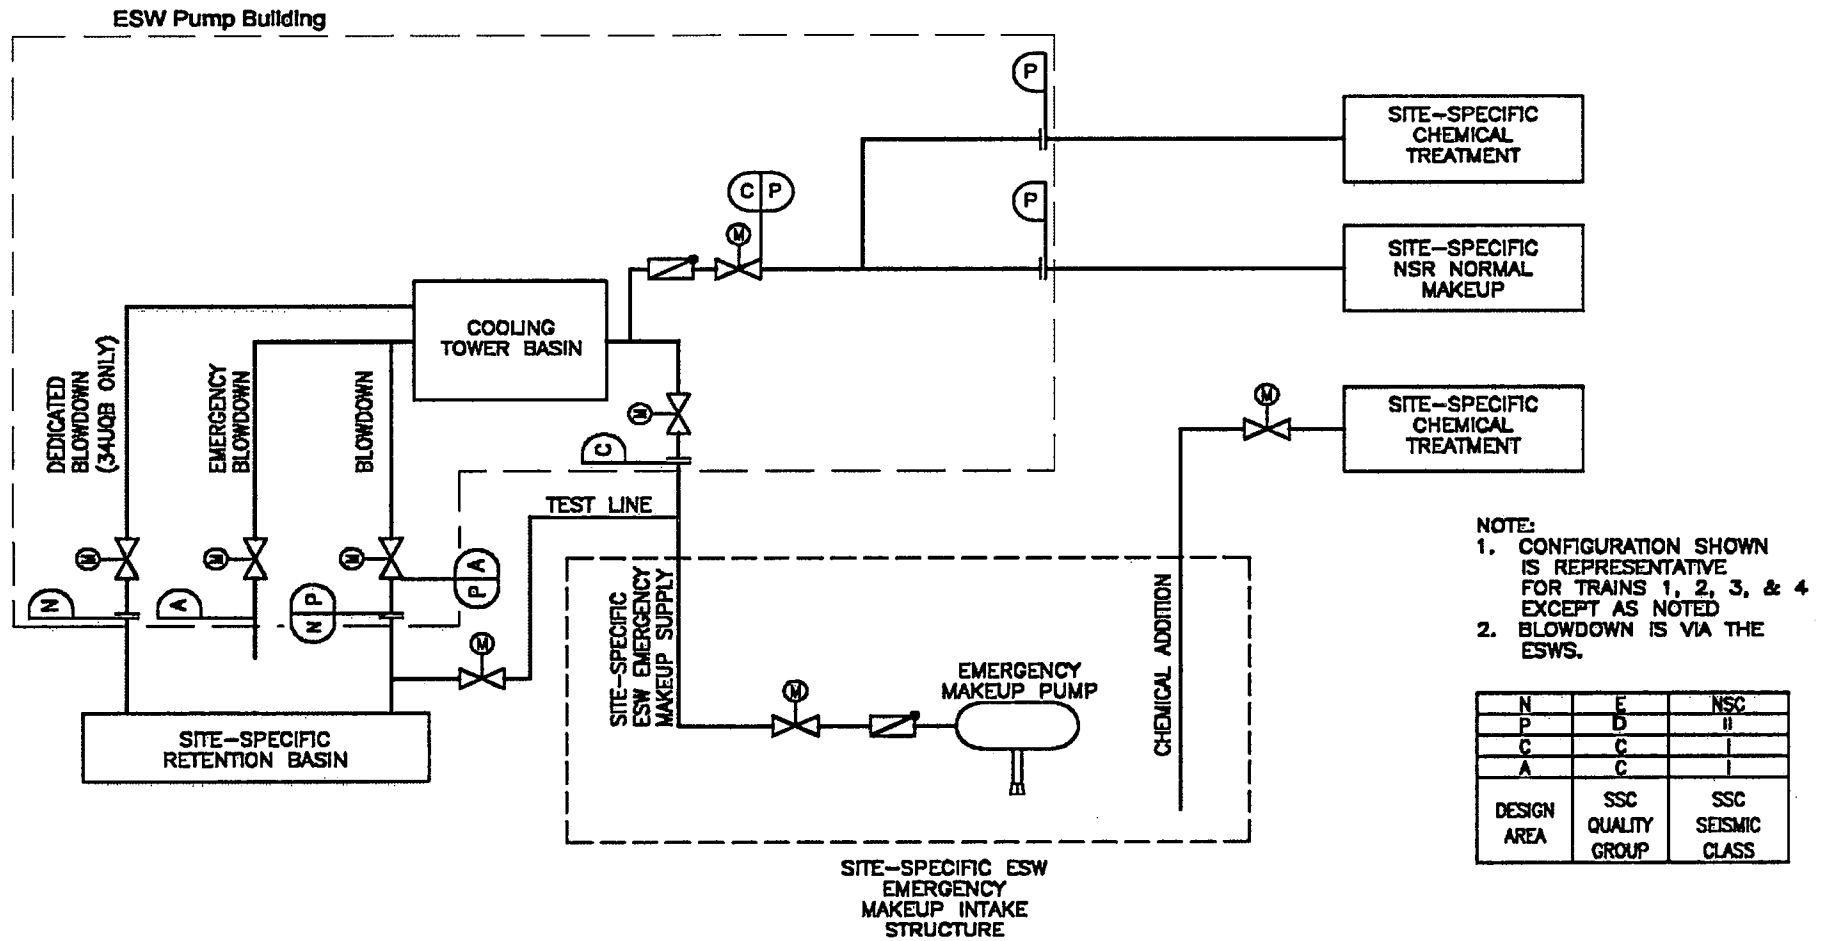 ESW Pump Building
P
SITE-SPECIFIC
CHEMICAL
TREATMENT
C P
P
M
SITE-SPECIFIC
NSR NORMAL
MAKEUP
COOLING
TOWER BASIN
DEDICATED
BLOWDOWN
(34UQB ONLY)
EMERGENCY
BLOWDOWN
BLOWDOWN
M
C
M
SITE-SPECIFIC
CHEMICAL
TREATMENT
TEST LINE
M
M
M
P A
N
A
N P
M
SITE-SPECIFIC
ESW EMERGENCY
MAKEUP SUPPLY
M
EMERGENCY
MAKEUP PUMP
CHEMICAL ADDITION
SITE-SPECIFIC
RETENTION BASIN
SITE-SPECIFIC ESW
EMERGENCY
MAKEUP INTAKE
STRUCTURE
NOTE:
1. CONFIGURATION SHOWN
IS REPRESENTATIVE
FOR TRAINS 1, 2, 3, & 4
EXCEPT AS NOTED
2. BLOWDOWN IS VIA THE
ESWS.
N E NSC
P D II
C C I
A C I
DESIGN
AREA
SSC
QUALITY
GROUP
SSC
SEISMIC
CLASS